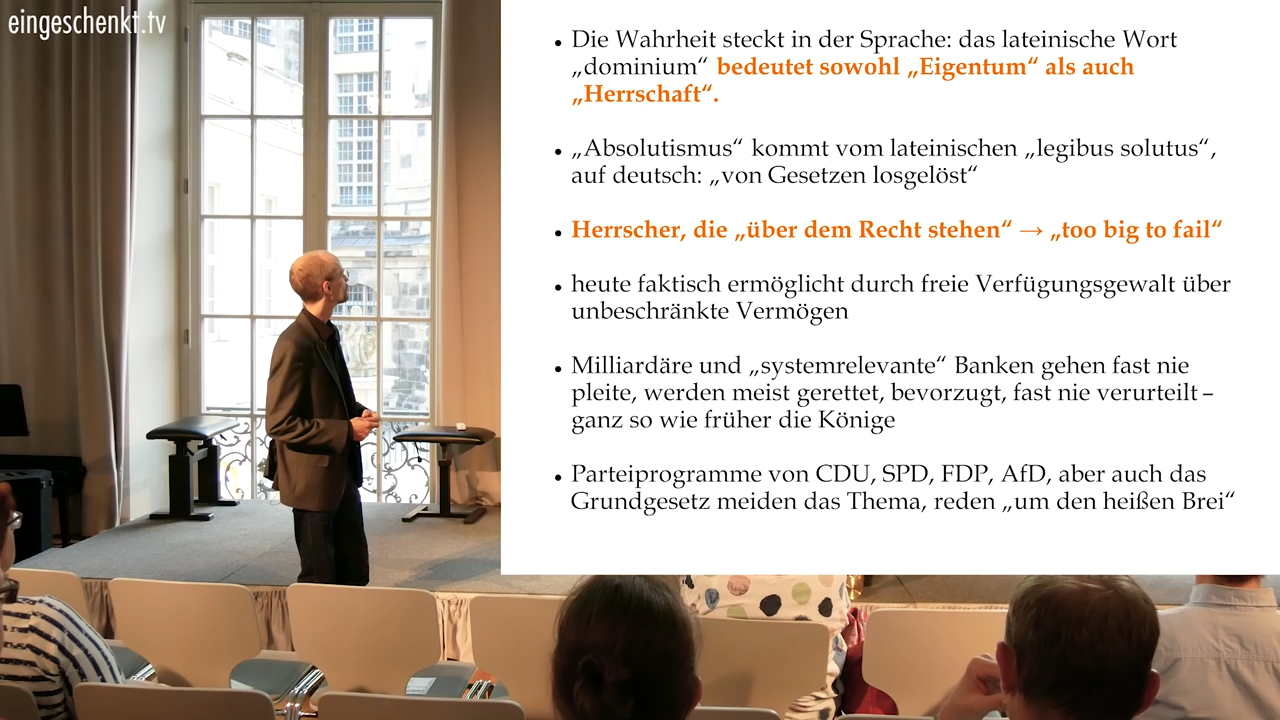 eingeschenkt.tv
• Die Wahrheit steckt in der Sprache: das lateinische Wort
„dominium“ bedeutet sowohl „Eigentum“ als auch
„Herrschaft“.
• „Absolutismus“ kommt vom lateinischen „legibus solutus“,
auf deutsch: „von Gesetzen losgelöst“
• Herrscher, die „über dem Recht stehen“ → „too big to fail“
• heute faktisch ermöglicht durch freie Verfügungsgewalt über
unbeschränkte Vermögen
• Milliardäre und „systemrelevante“ Banken gehen fast nie
pleite, werden meist gerettet, bevorzugt, fast nie verurteilt –
ganz so wie früher die Könige
• Parteiprogramme von CDU, SPD, FDP, AfD, aber auch das
Grundgesetz meiden das Thema, reden „um den heißen Brei“